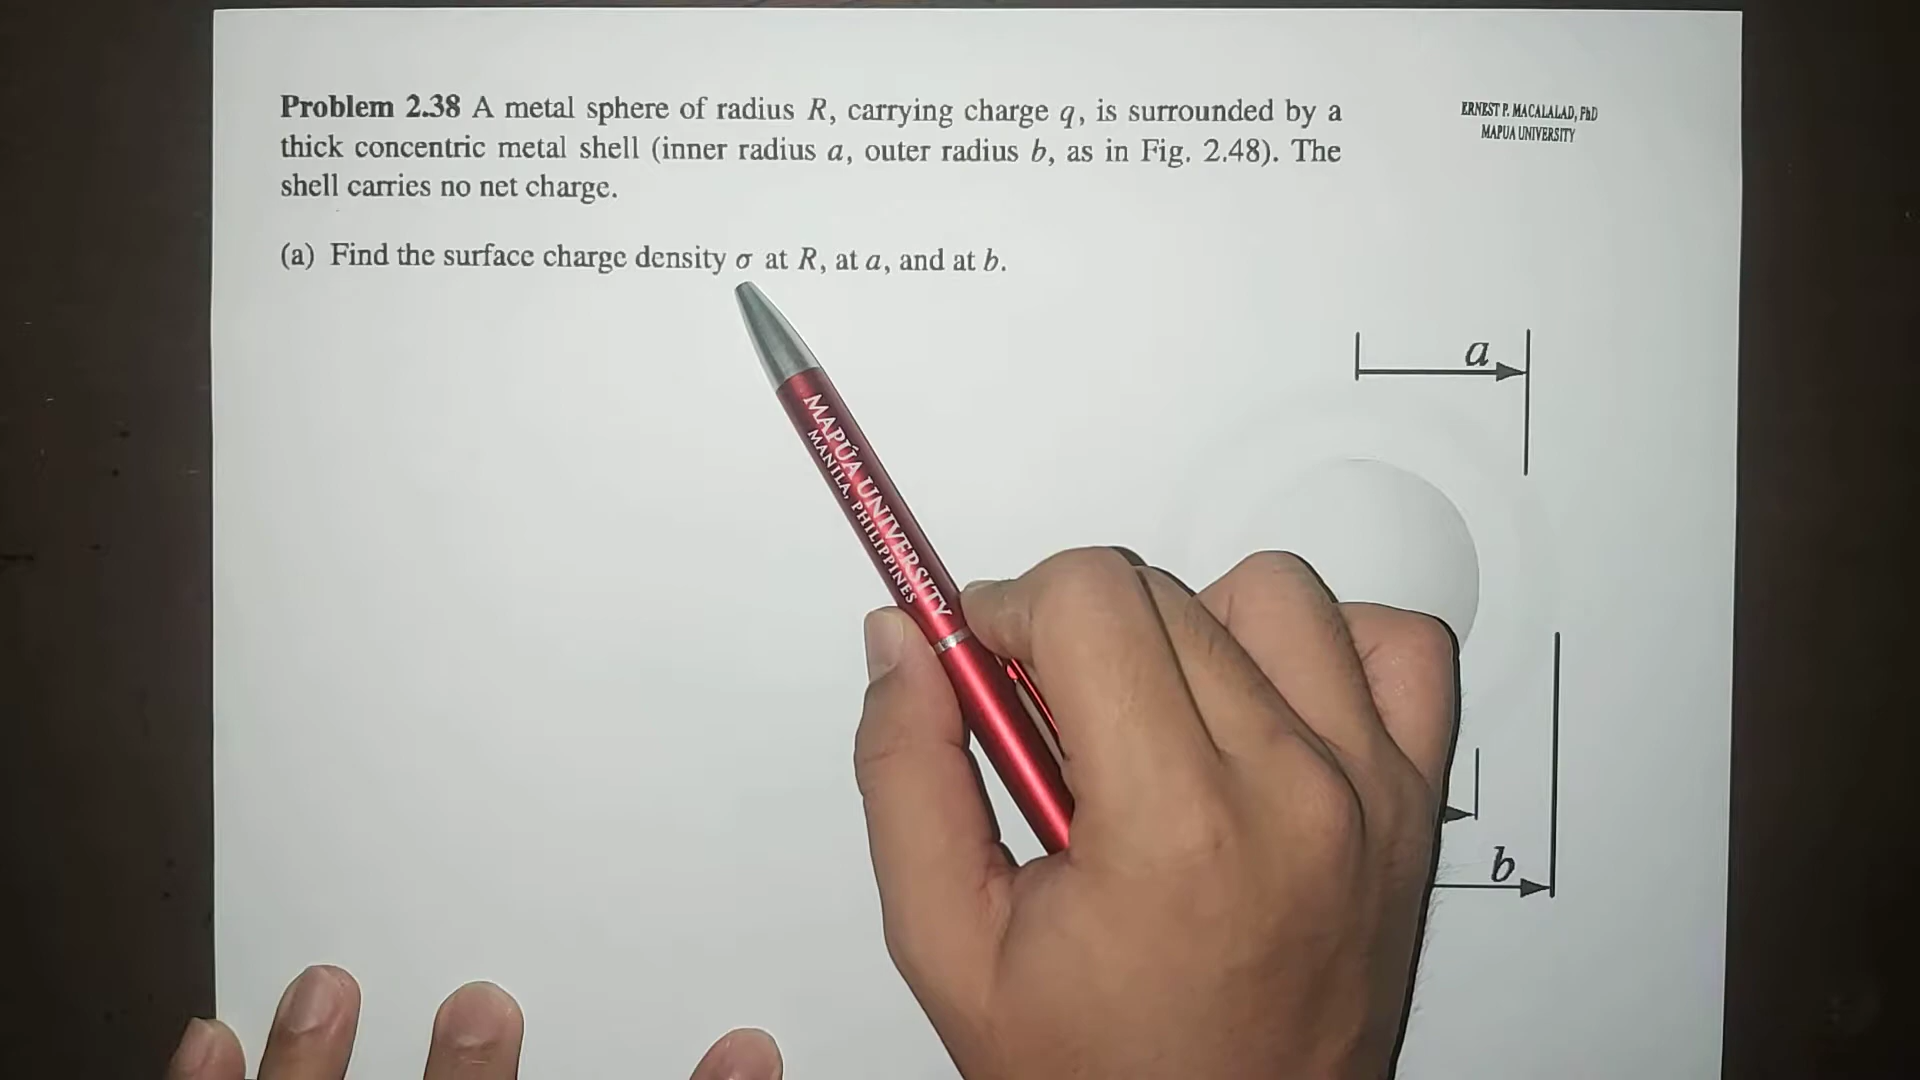 Problem 2.38 A metal sphere of radius R, carrying charge q, is surrounded by a
thick concentric metal shell (inner radius a, outer radius b, as in Fig. 2.48). The
shell carries no net charge.
(a) Find the surface charge density σ at R, at a, and at b.
ERNEST P. MACALALAD, PhD
MAPUA UNIVERSITY
a
MAPÚA UNIVERSITY
MANILA, PHILIPPINES
b